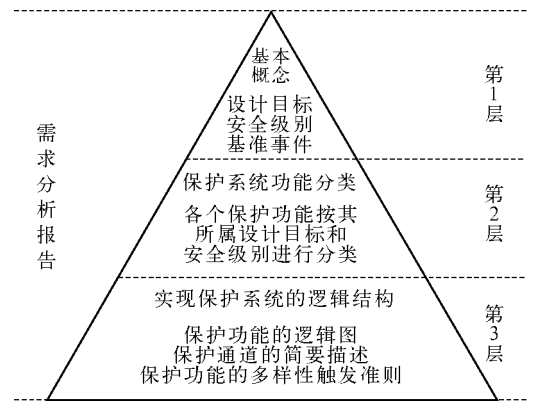 需求分析报告
基本
概念
设计目标
安全级别
基准事件
第1层
保护系统功能分类
各个保护功能按其
所属设计目标和
安全级别进行分类
第2层
实现保护系统的逻辑结构
保护功能的逻辑图
保护通道的简要描述
保护功能的多样性触发准则
第3层